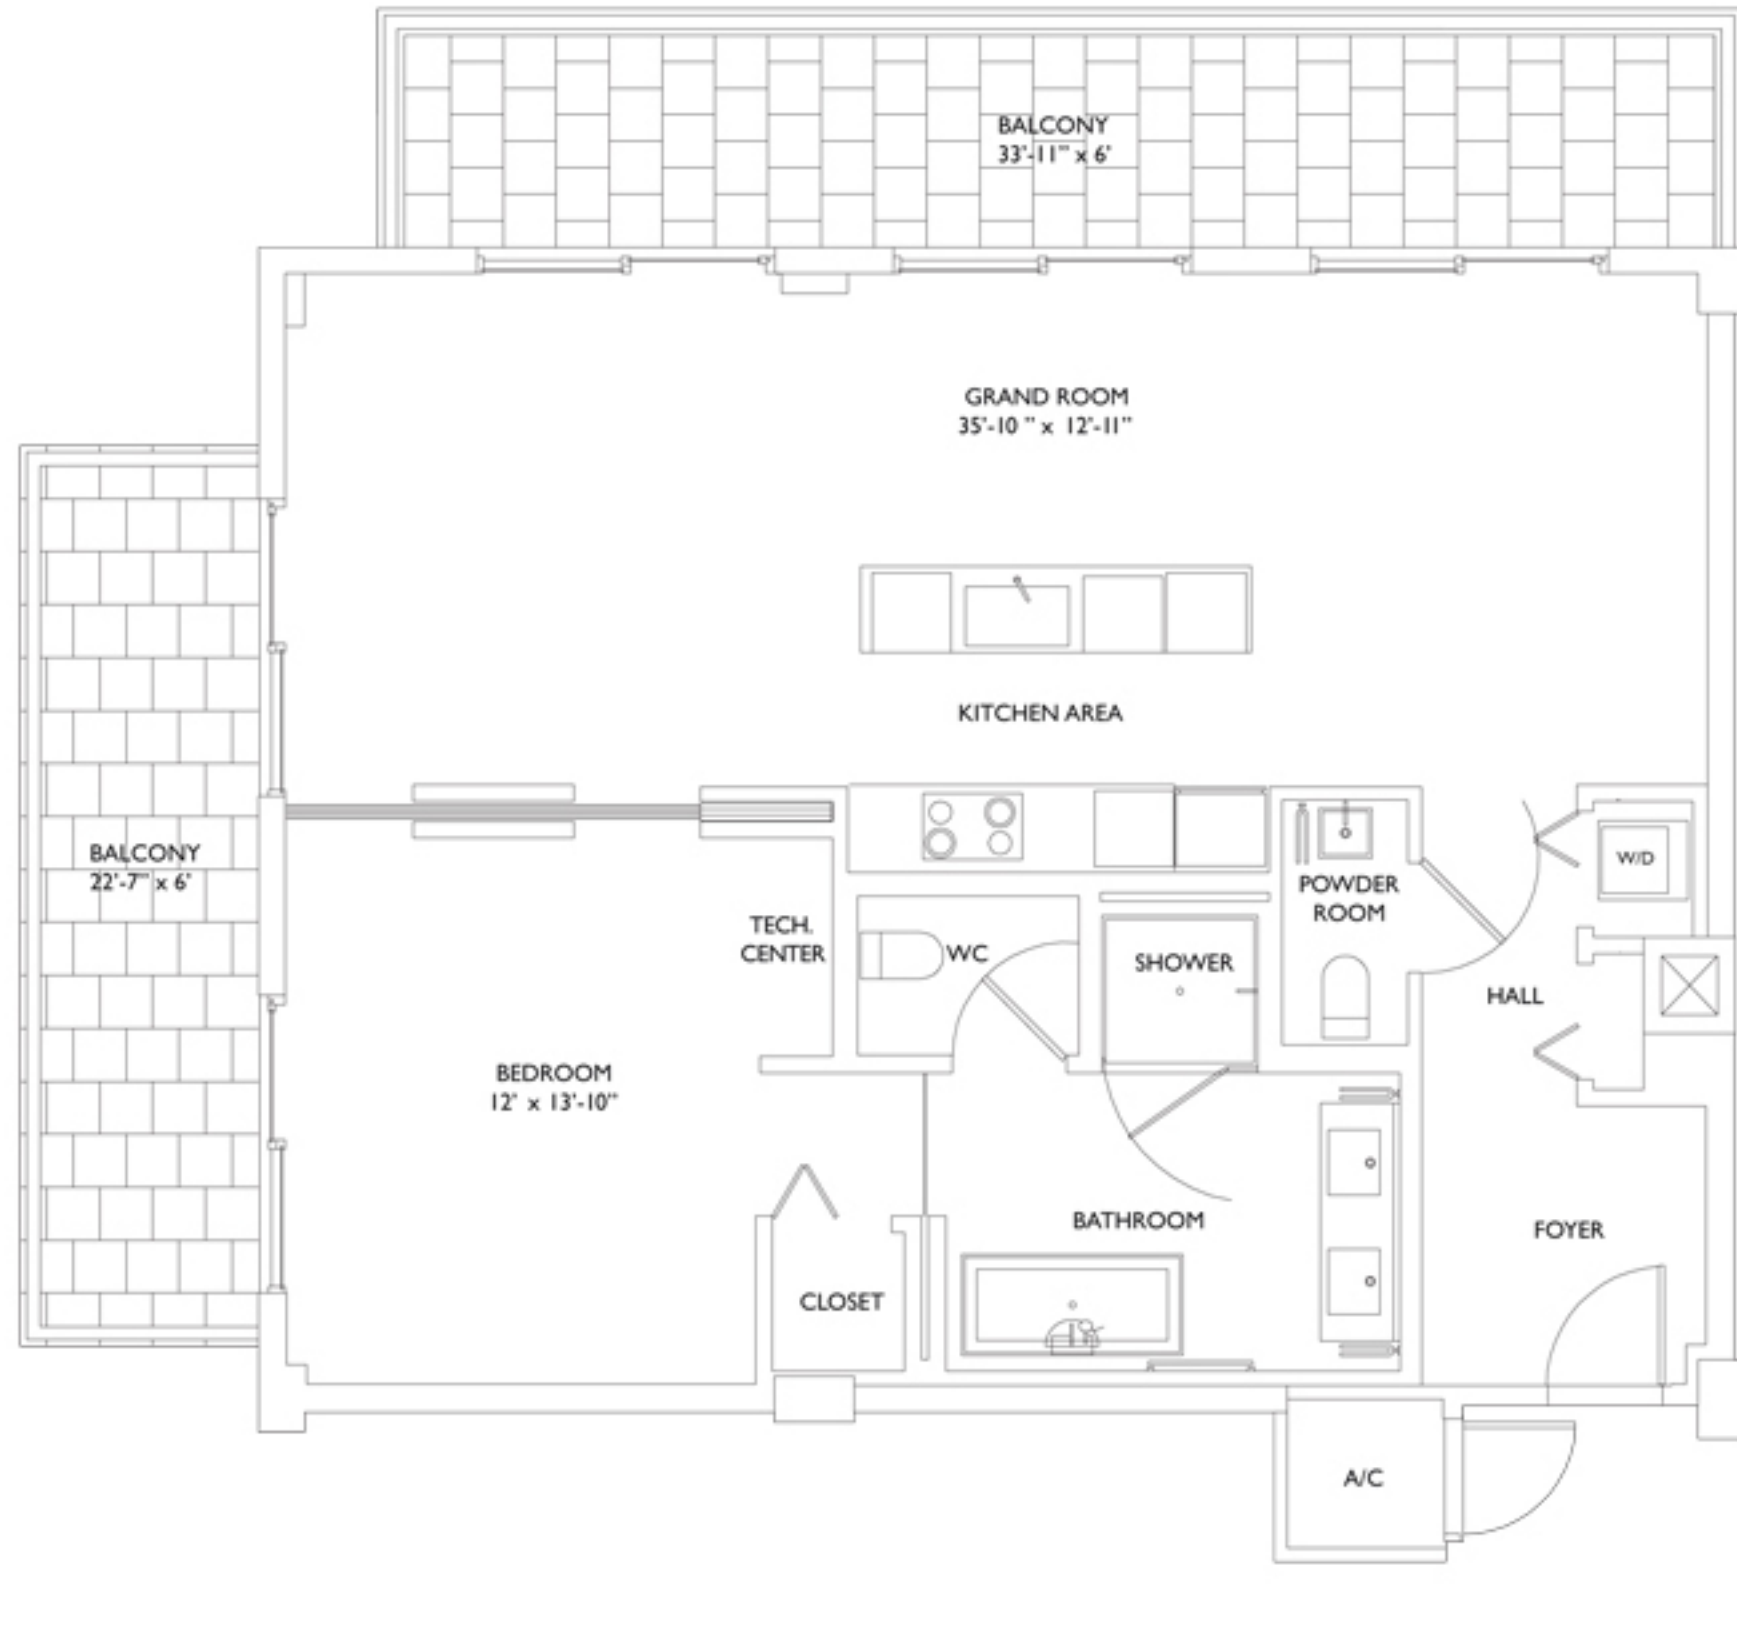 BALCONY
33'-11" x 6'
GRAND ROOM
35'-10 " x 12'-11"
KITCHEN AREA
BALCONY
22'-7" x 6'
TECH.
CENTER
WC
SHOWER
POWDER
ROOM
W/D
HALL
BEDROOM
12' x 13'-10"
BATHROOM
FOYER
CLOSET
A/C